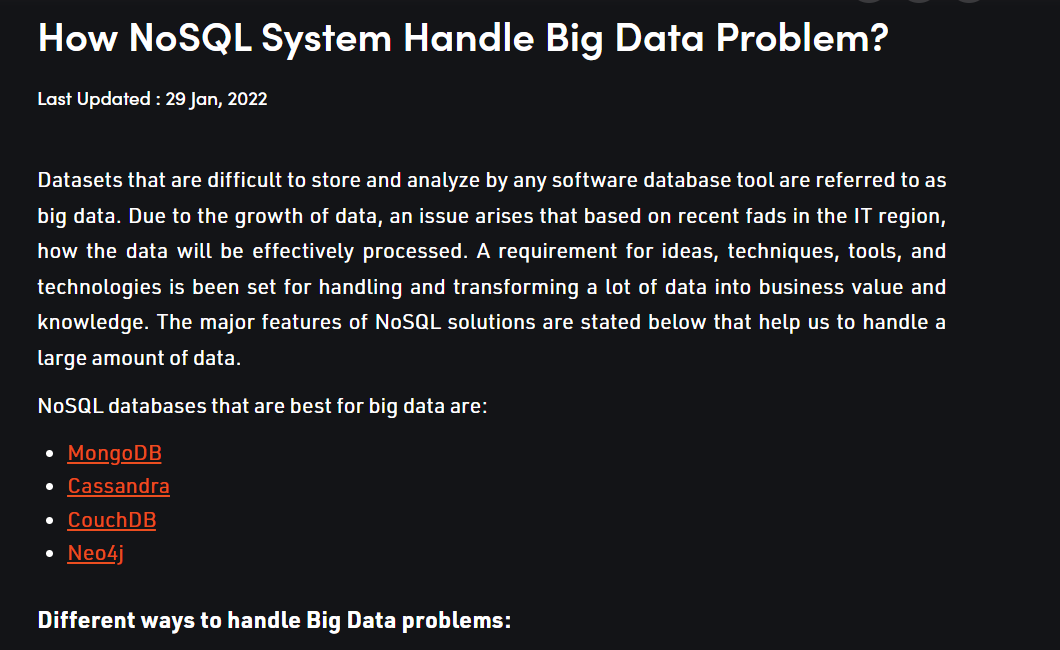 How NoSQL System Handle Big Data Problem?
Last Updated : 29 Jan, 2022
Datasets that are difficult to store and analyze by any software database tool are referred to as
big data. Due to the growth of data, an issue arises that based on recent fads in the IT region,
how the data will be effectively processed. A requirement for ideas, techniques, tools, and
technologies is been set for handling and transforming a lot of data into business value and
knowledge. The major features of NoSQL solutions are stated below that help us to handle a
large amount of data.
NoSQL databases that are best for big data are:
• MongoDB
• Cassandra
• CouchDB
• Neo4j
Different ways to handle Big Data problems: